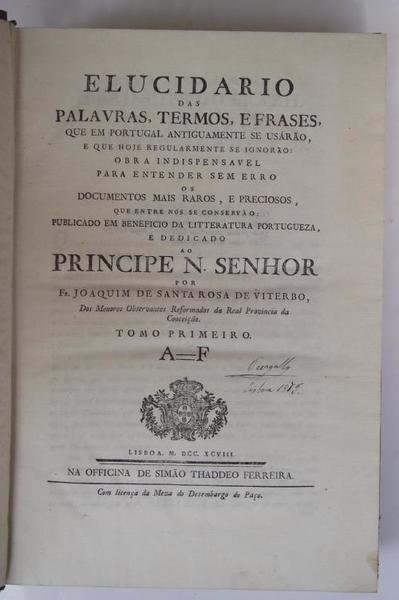 ELUCIDARIO
DAS
PALAVRAS, TERMOS, E FRASES,
QUE EM PORTUGAL ANTIGUAMENTE SE USÁRÃO,
E QUE HOJE REGULARMENTE SE IGNORÃO:
OBRA INDISPENSAVEL
PARA ENTENDER SEM ERRO
OS
DOCUMENTOS MAIS RAROS, E PRECIOSOS,
QUE ENTRE NÓS SE CONSERVÃO:
PUBLICADO EM BENEFICIO DA LITTERATURA PORTUGUEZA,
E DEDICADO
AO
PRINCIPE N. SENHOR
POR
Fr. JOAQUIM DE SANTA ROSA DE VITERBO,
Dos Menores Observantes Reformados da Real Provincia da
Conceição.
TOMO PRIMEIRO.
A=F
Lisboa
LISBOA. M. DCC. XCVIII.
NA OFFICINA DE SIMÃO THADDEO FERREIRA.
Com licença da Meza do Desembargo do Paço.